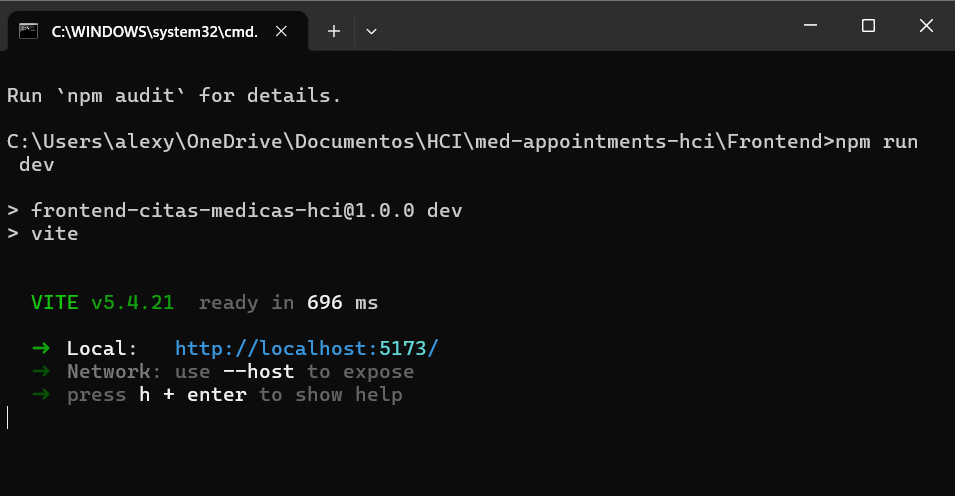 C:\WINDOWS\system32\cmd.
Run `npm audit` for details.
C:\Users\alexy\OneDrive\Documentos\HCI\med-appointments-hci\Frontend>npm run
dev
> frontend-citas-medicas-hci@1.0.0 dev
> vite
VITE v5.4.21  ready in 696 ms
➜  Local:   http://localhost:5173/
➜  Network: use --host to expose
➜  press h + enter to show help